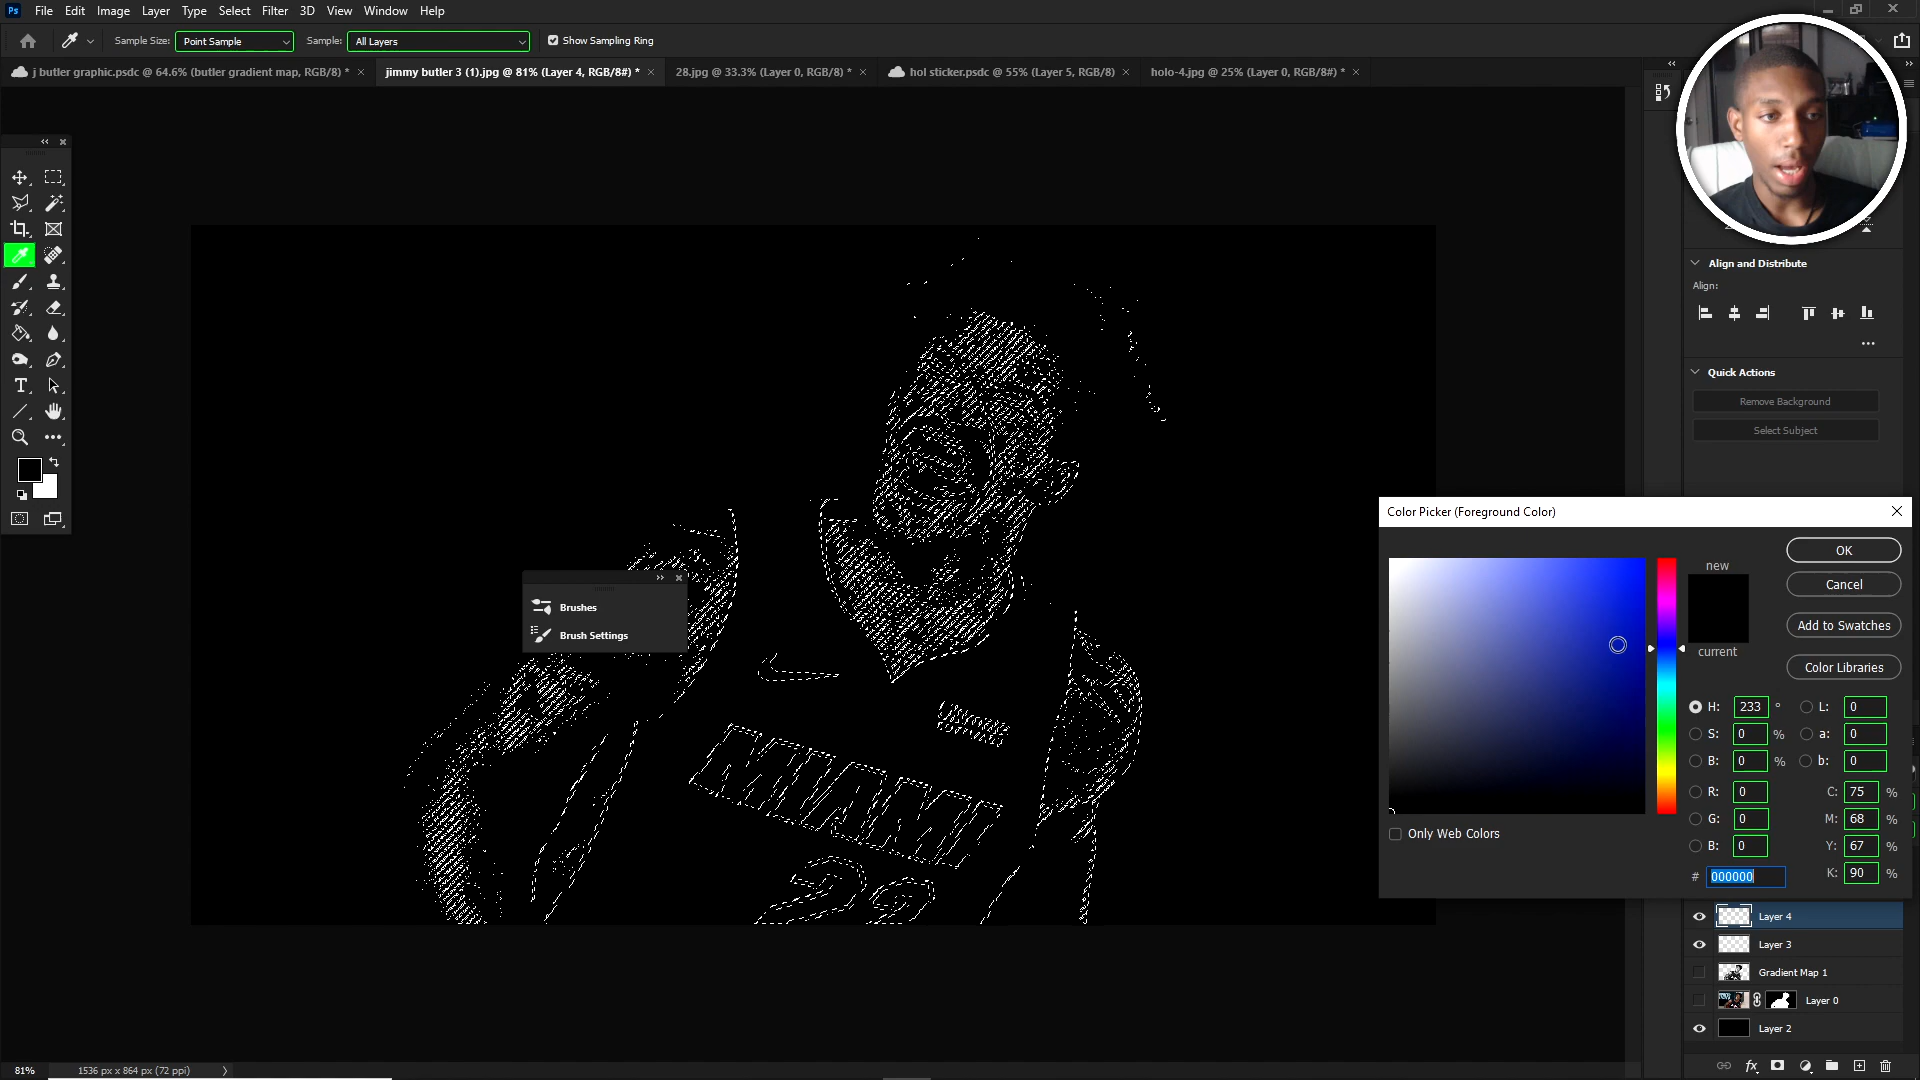 Ps File Edit Image Layer Type Select Filter 3D View Window Help
Sample Size: Point Sample Sample: All Layers Show Sampling Ring
j butler graphic.psdc @ 64.6% (butler gradient map, RGB/8) * jimmy butler 3 (1).jpg @ 81% (Layer 4, RGB/8#) * 28.jpg @ 33.3% (Layer 0, RGB/8) * hol sticker.psdc @ 55% (Layer 5, RGB/8) holo-4.jpg @ 25% (Layer 0, RGB/8#) *
Align and Distribute
Align:
Quick Actions
Remove Background
Select Subject
Brushes
Brush Settings
MIAMI
22
Color Picker (Foreground Color)
OK
new
Cancel
Add to Swatches
current
Color Libraries
H: 233 ° L: 0
S: 0 % a: 0
B: 0 % b: 0
R: 0 C: 75 %
G: 0 M: 68 %
Only Web Colors
B: 0 Y: 67 %
# 000000 K: 90 %
Layer 4
Layer 3
Gradient Map 1
Layer 0
Layer 2
81% 1536 px x 864 px (72 ppi)
fx